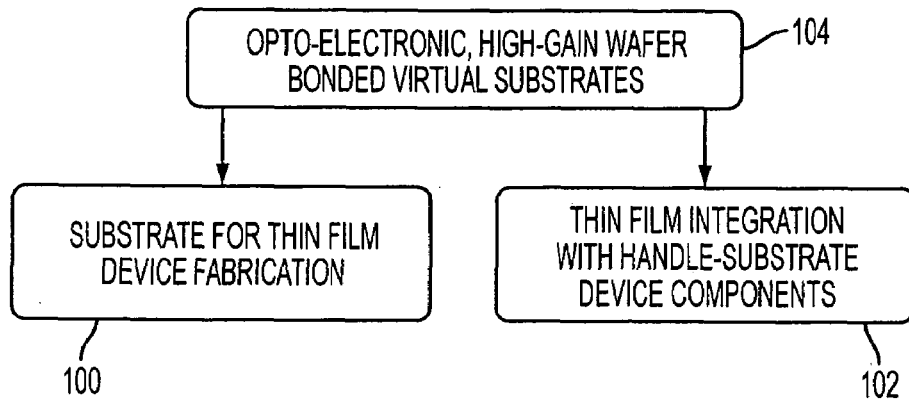 OPTO-ELECTRONIC, HIGH-GAIN WAFER
BONDED VIRTUAL SUBSTRATES
104
SUBSTRATE FOR THIN FILM
DEVICE FABRICATION
100
THIN FILM INTEGRATION
WITH HANDLE-SUBSTRATE
DEVICE COMPONENTS
102